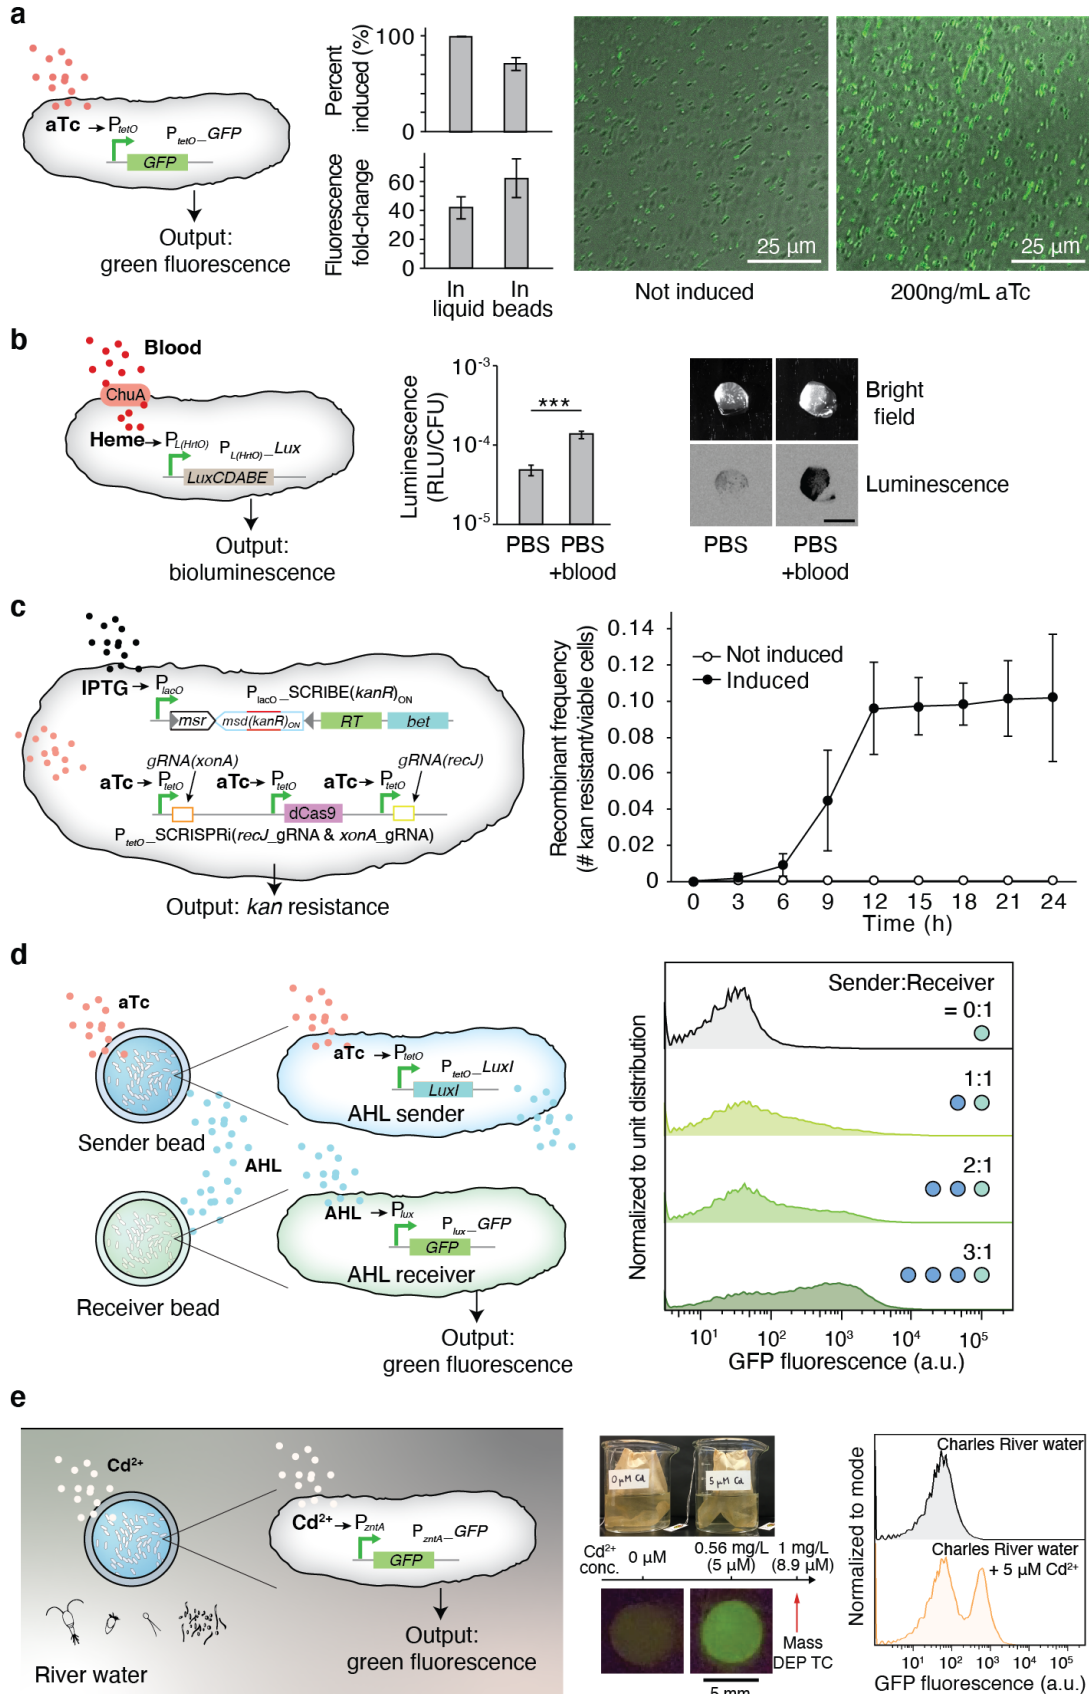 a
aTc
PtetO
PtetO_GFP
GFP
Output:
green fluorescence
Percent
induced (%)
100
0
Fluorescence
fold-change
60
40
20
0
In
liquid
In
beads
25 µm
25 µm
Not induced
200ng/mL aTc
b
Blood
ChuA
Heme
PL(HrtO)
PL(HrtO)_Lux
LuxCDABE
Output:
bioluminescence
Luminescence
(RLU/CFU)
10-3
10-4
10-5
***
PBS
PBS
+blood
Bright
field
Luminescence
PBS
PBS
+blood
c
IPTG
PlacO
PlacO_SCRIBE(kanR)ON
msr
msd(kanR)ON
RT
bet
gRNA(xonA)
gRNA(recJ)
aTc
PtetO
aTc
PtetO
aTc
PtetO
dCas9
PtetO_SCRISPRi(recJ_gRNA & xonA_gRNA)
Output: kan resistance
Recombinant frequency
(# kan resistant/viable cells)
0.14
0.12
0.10
0.08
0.06
0.04
0.02
0
Not induced
Induced
0 3 6 9 12 15 18 21 24
Time (h)
d
aTc
Sender bead
aTc
PtetO
PtetO_LuxI
LuxI
AHL sender
AHL
Receiver bead
AHL
Plux
Plux_GFP
GFP
AHL receiver
Output:
green fluorescence
Normalized to unit distribution
Sender:Receiver
= 0:1
1:1
2:1
3:1
101 102 103 104 105
GFP fluorescence (a.u.)
e
Cd2+
River water
Cd2+
PzntA
PzntA_GFP
GFP
Output:
green fluorescence
0µM Cd
5µM Cd
Cd2+
conc.
0 µM
0.56 mg/L
(5 µM)
1 mg/L
(8.9 µM)
Mass
DEP TC
5 mm
Normalized to mode
Charles River water
Charles River water
+ 5 µM Cd2+
101 102 103 104 105
GFP fluorescence (a.u.)